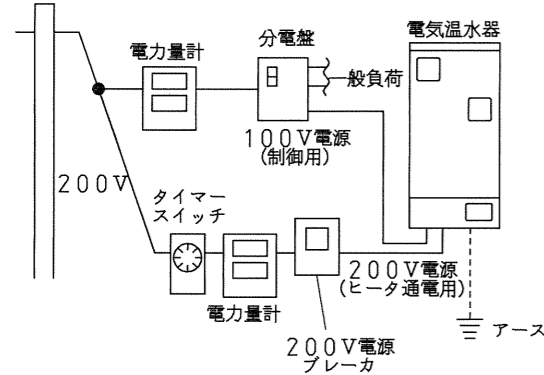 電気温水器
分電盤
電力量計
一般負荷
100V電源
(制御用)
200V
タイマー
スイッチ
200V電源
(ヒータ通電用)
電力量計
アース
200V電源
ブレーカ